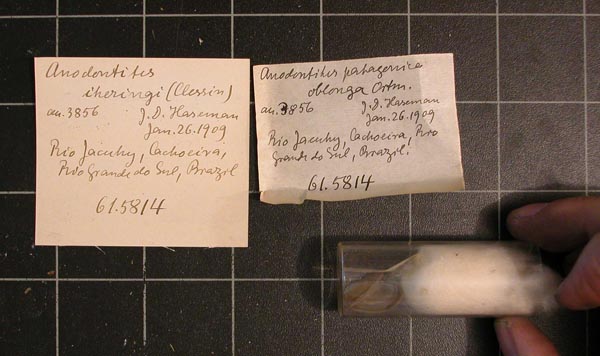 Anodontites
iheringi (Clessin)
an. 3856 J. D. Haseman
Jan. 26. 1909
Rio Jacuhy, Cachoeira,
Rio Grande do Sul, Brazil
61.5814
Anodontites patagonica
oblonga Ortm.
an. 3856 J. D. Haseman
Jan. 26. 1909
Rio Jacuhy, Cachoeira, Rio
Grande do Sul, Brazil.
61.5814